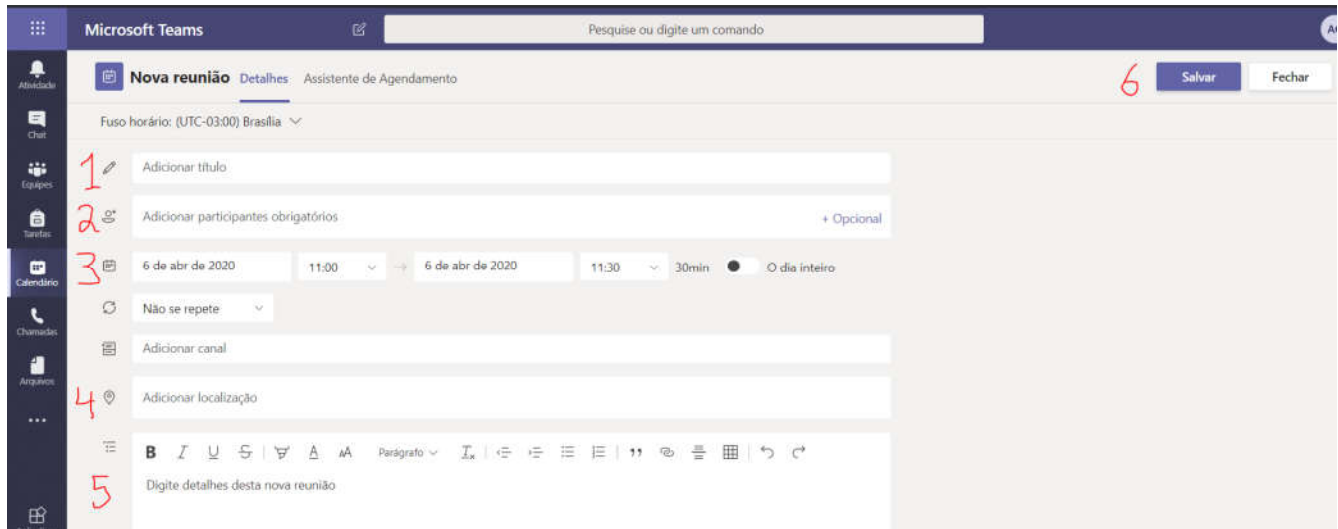 Microsoft Teams
Pesquise ou digite um comando
Atividade
Chat
Equipes
Tarefas
Calendário
Chamadas
Arquivos
Nova reunião Detalhes Assistente de Agendamento
6 Salvar Fechar
Fuso horário: (UTC-03:00) Brasília
1 Adicionar título
2 Adicionar participantes obrigatórios + Opcional
3 6 de abr de 2020 11:00 → 6 de abr de 2020 11:30 30min O dia inteiro
Não se repete
Adicionar canal
4 Adicionar localização
B I U S A AA Parágrafo
5 Digite detalhes desta nova reunião